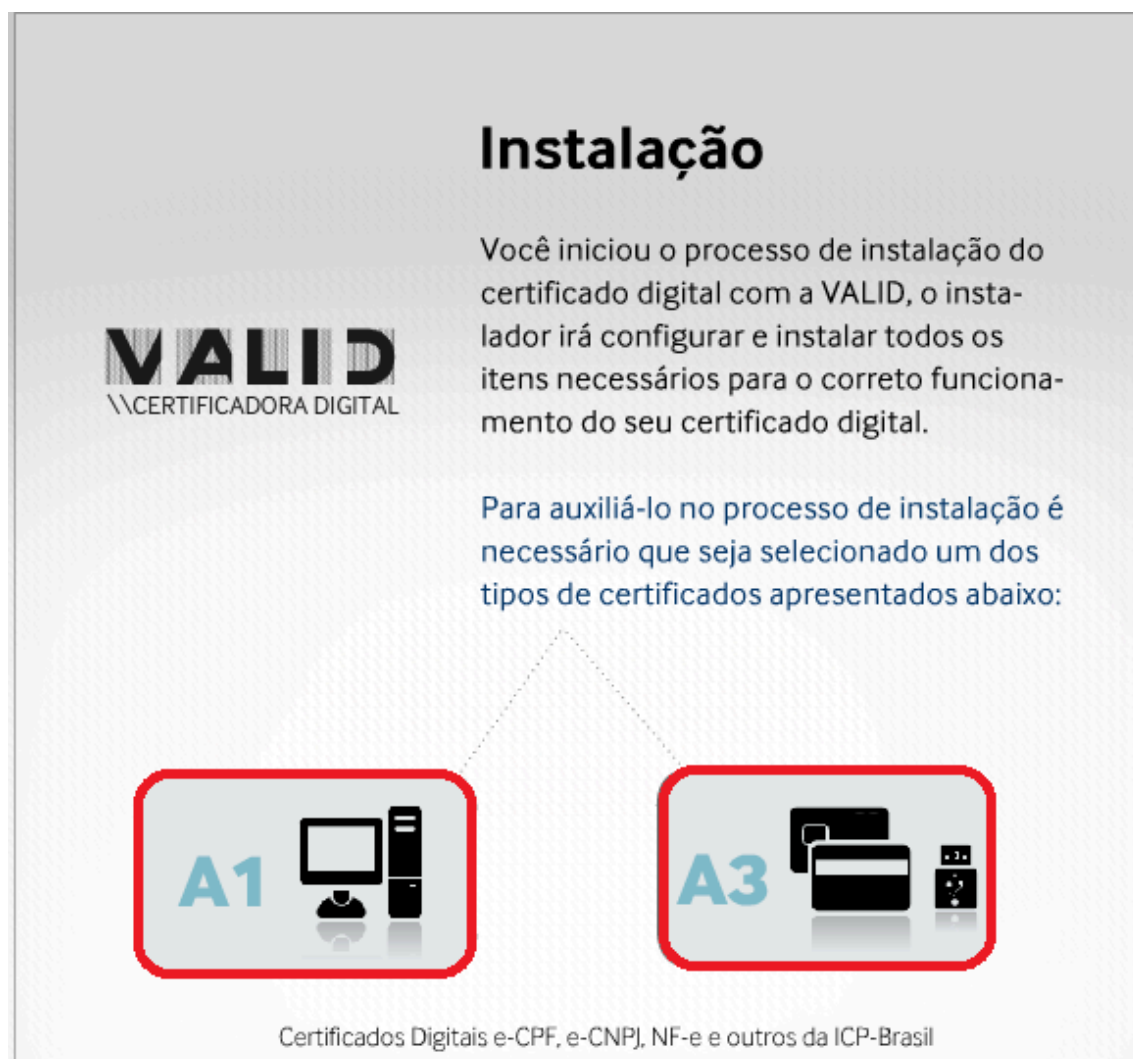 Instalação
Você iniciou o processo de instalação do
certificado digital com a VALID, o insta-
lador irá configurar e instalar todos os
itens necessários para o correto funciona-
mento do seu certificado digital.
VALID
\\CERTIFICADORA DIGITAL
Para auxiliá-lo no processo de instalação é
necessário que seja selecionado um dos
tipos de certificados apresentados abaixo:
A1
A3
Certificados Digitais e-CPF, e-CNPJ, NF-e e outros da ICP-Brasil